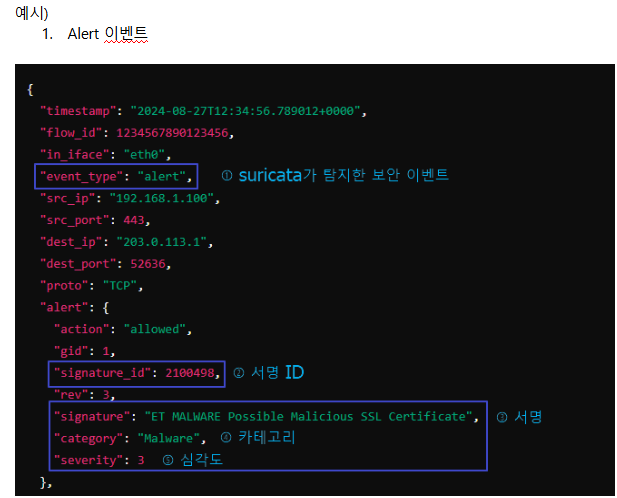 예시)
1. Alert 이벤트
{
"timestamp": "2024-08-27T12:34:56.789012+0000",
"flow_id": 1234567890123456,
"in_iface": "eth0",
"event_type": "alert", ① suricata가 탐지한 보안 이벤트
"src_ip": "192.168.1.100",
"src_port": 443,
"dest_ip": "203.0.113.1",
"dest_port": 52636,
"proto": "TCP",
"alert": {
"action": "allowed",
"gid": 1,
"signature_id": 2100498, ② 서명 ID
"rev": 3,
"signature": "ET MALWARE Possible Malicious SSL Certificate", ③ 서명
"category": "Malware", ④ 카테고리
"severity": 3 ⑤ 심각도
},